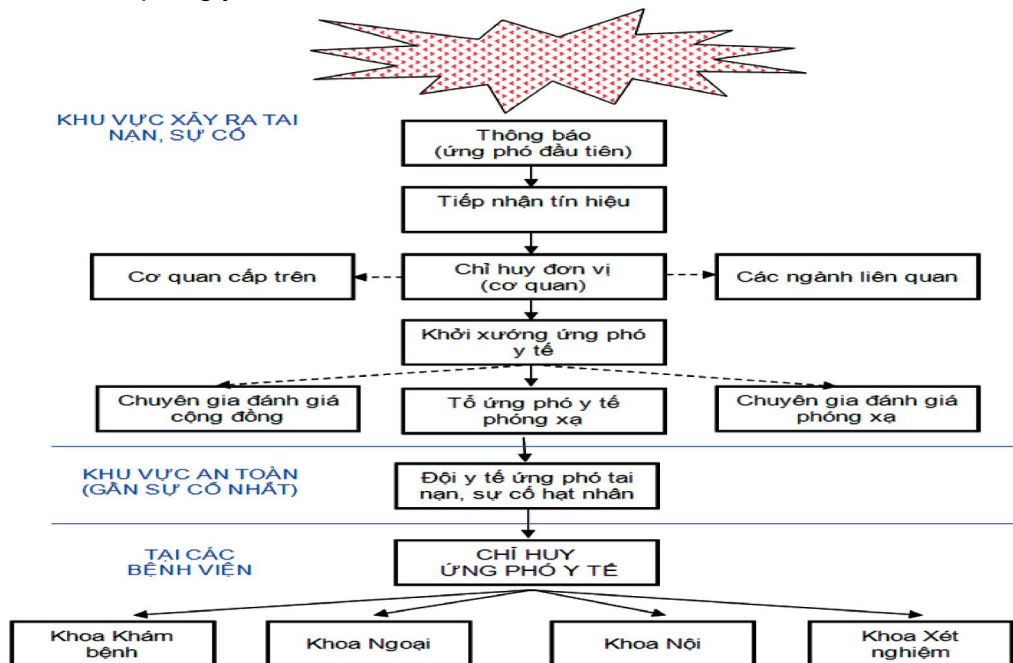 KHU VỰC XẢY RA TAI
NẠN, SỰ CỐ
Thông báo
(ứng phó đầu tiên)
Tiếp nhận tín hiệu
Cơ quan cấp trên
Chỉ huy đơn vị
(cơ quan)
Các ngành liên quan
Khởi xướng ứng phó
y tế
Chuyên gia đánh giá
cộng đồng
Tổ ứng phó y tế
phóng xạ
Chuyên gia đánh giá
phóng xạ
KHU VỰC AN TOÀN
(GẦN SỰ CỐ NHẤT)
Đội y tế ứng phó tai
nạn, sự cố hạt nhân
TẠI CÁC
BỆNH VIỆN
CHỈ HUY
ỨNG PHÓ Y TẾ
Khoa Khám
bệnh
Khoa Ngoại
Khoa Nội
Khoa Xét
nghiệm